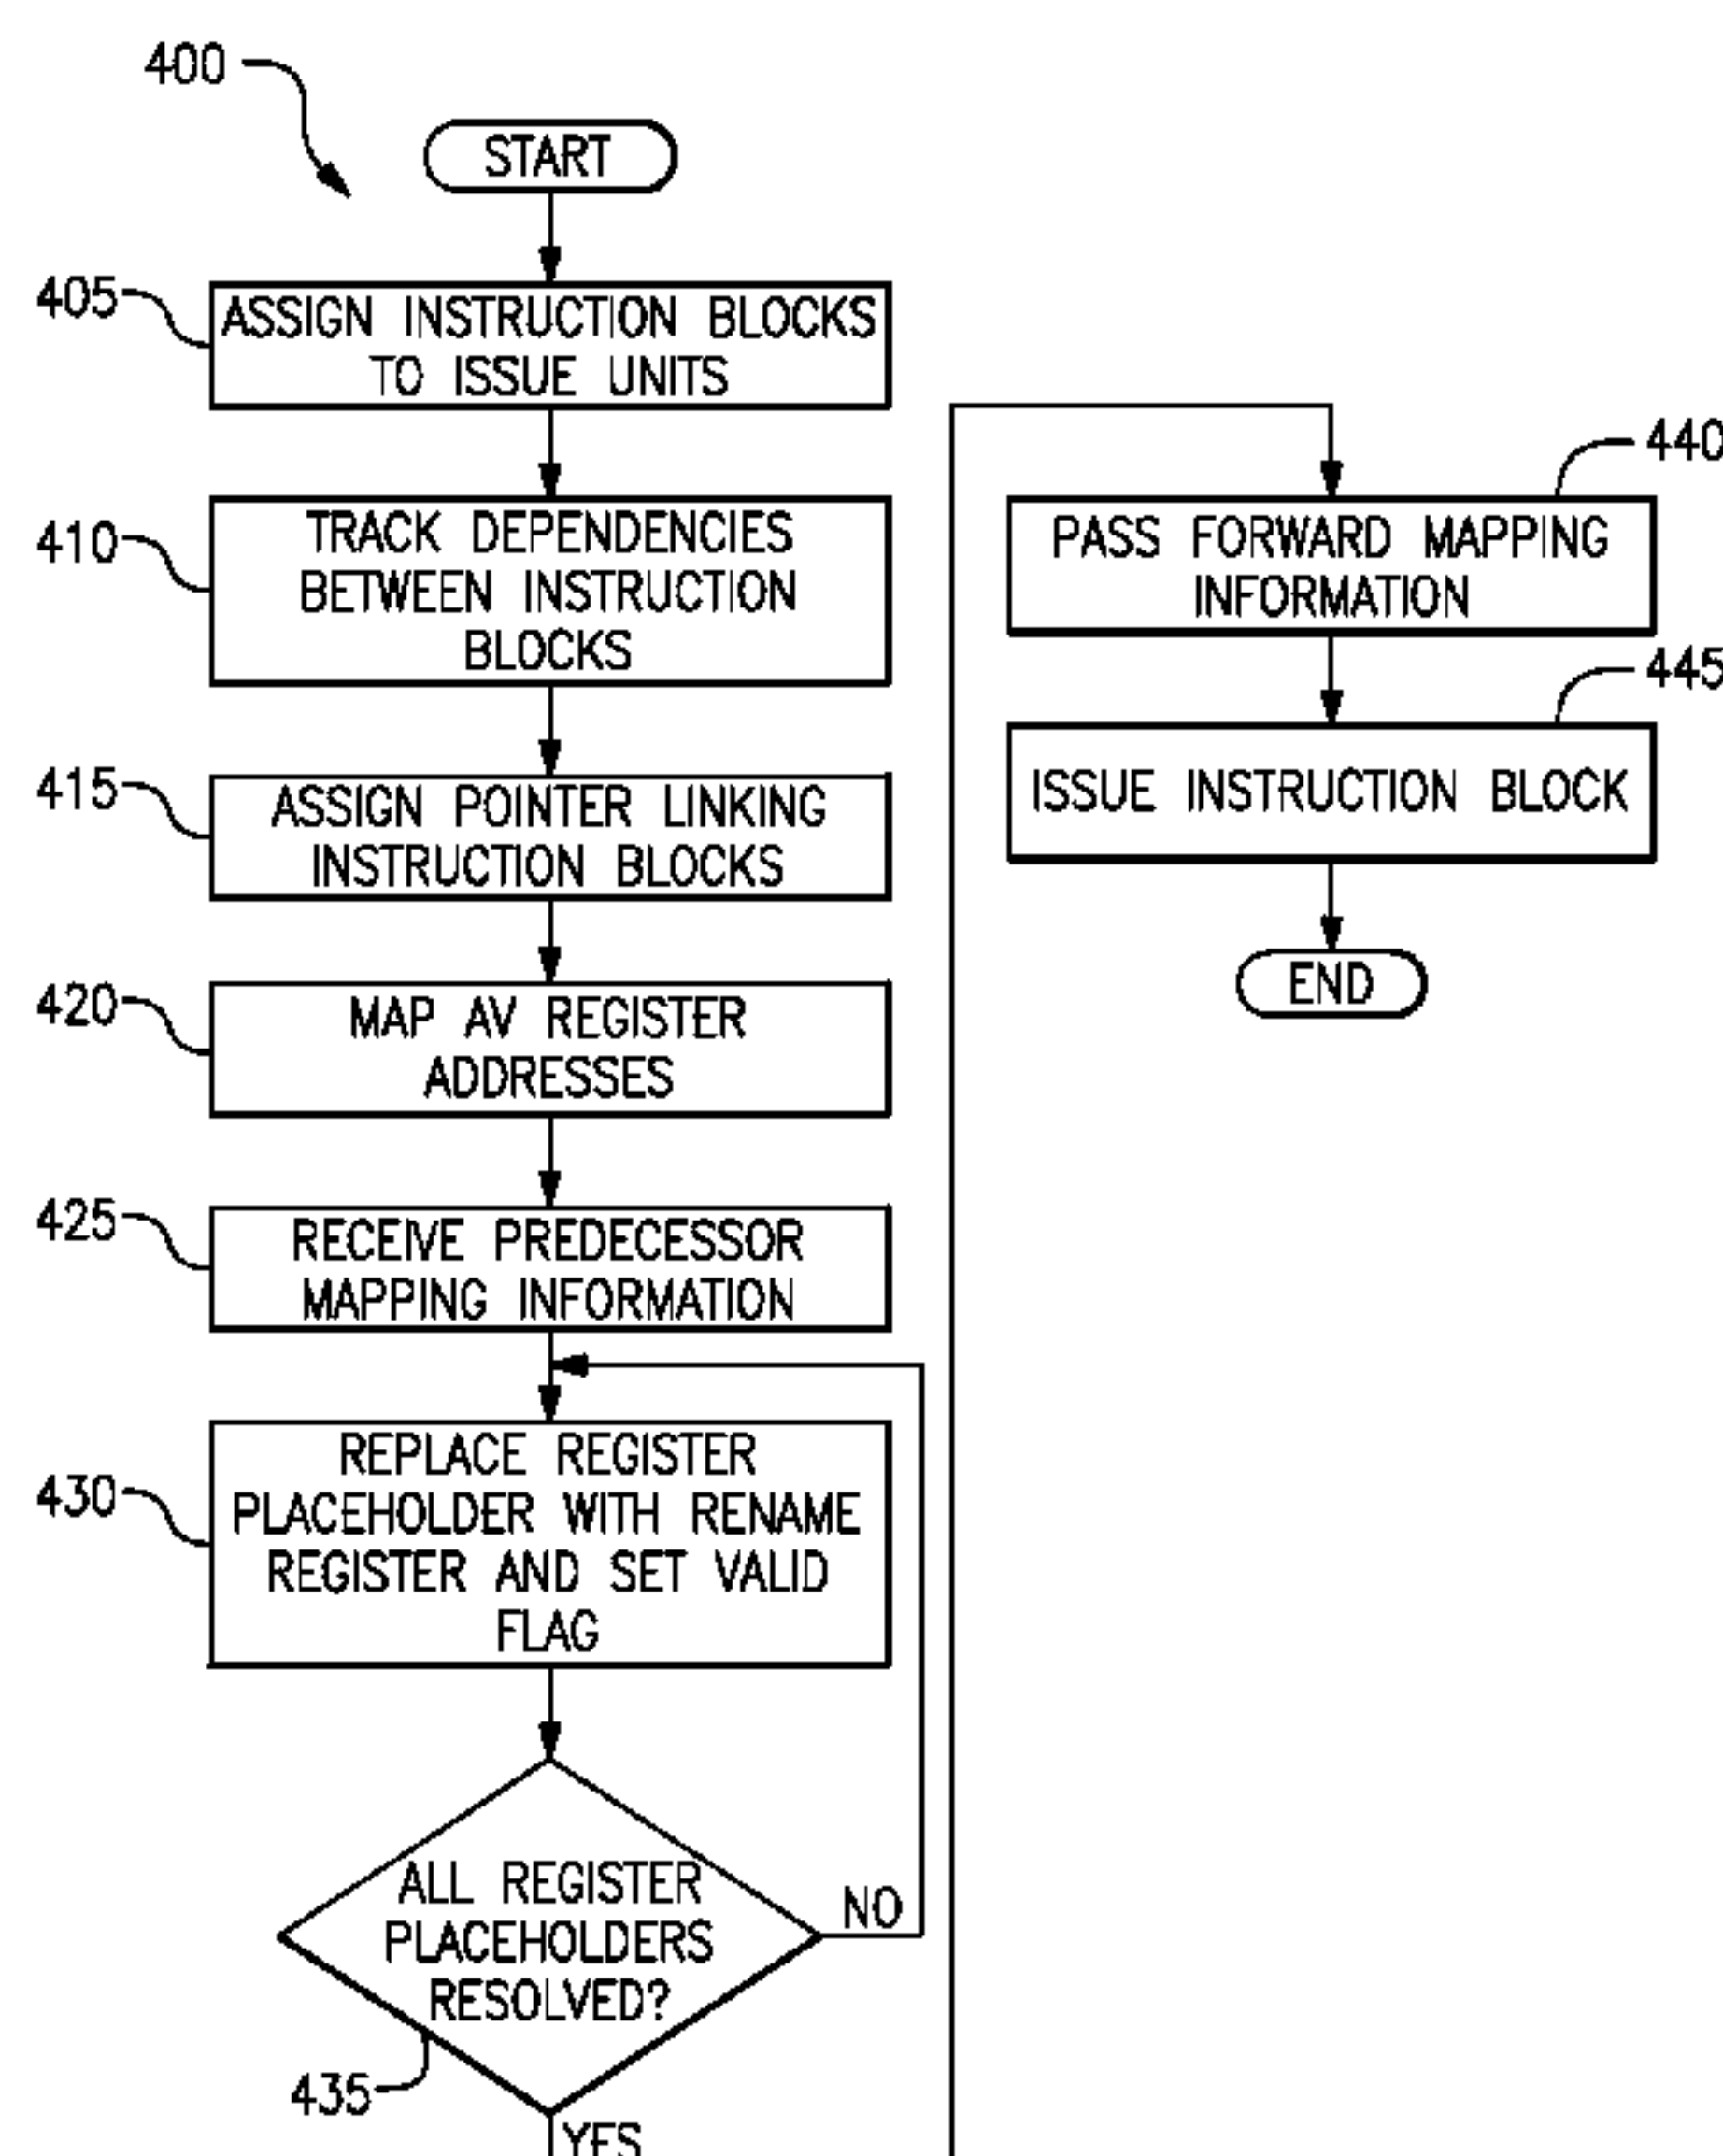 400
START
405
ASSIGN INSTRUCTION BLOCKS
TO ISSUE UNITS
410
TRACK DEPENDENCIES
BETWEEN INSTRUCTION
BLOCKS
415
ASSIGN POINTER LINKING
INSTRUCTION BLOCKS
420
MAP AV REGISTER
ADDRESSES
425
RECEIVE PREDECESSOR
MAPPING INFORMATION
430
REPLACE REGISTER
PLACEHOLDER WITH RENAME
REGISTER AND SET VALID
FLAG
ALL REGISTER
PLACEHOLDERS
RESOLVED?
NO
435
YES
440
PASS FORWARD MAPPING
INFORMATION
445
ISSUE INSTRUCTION BLOCK
END